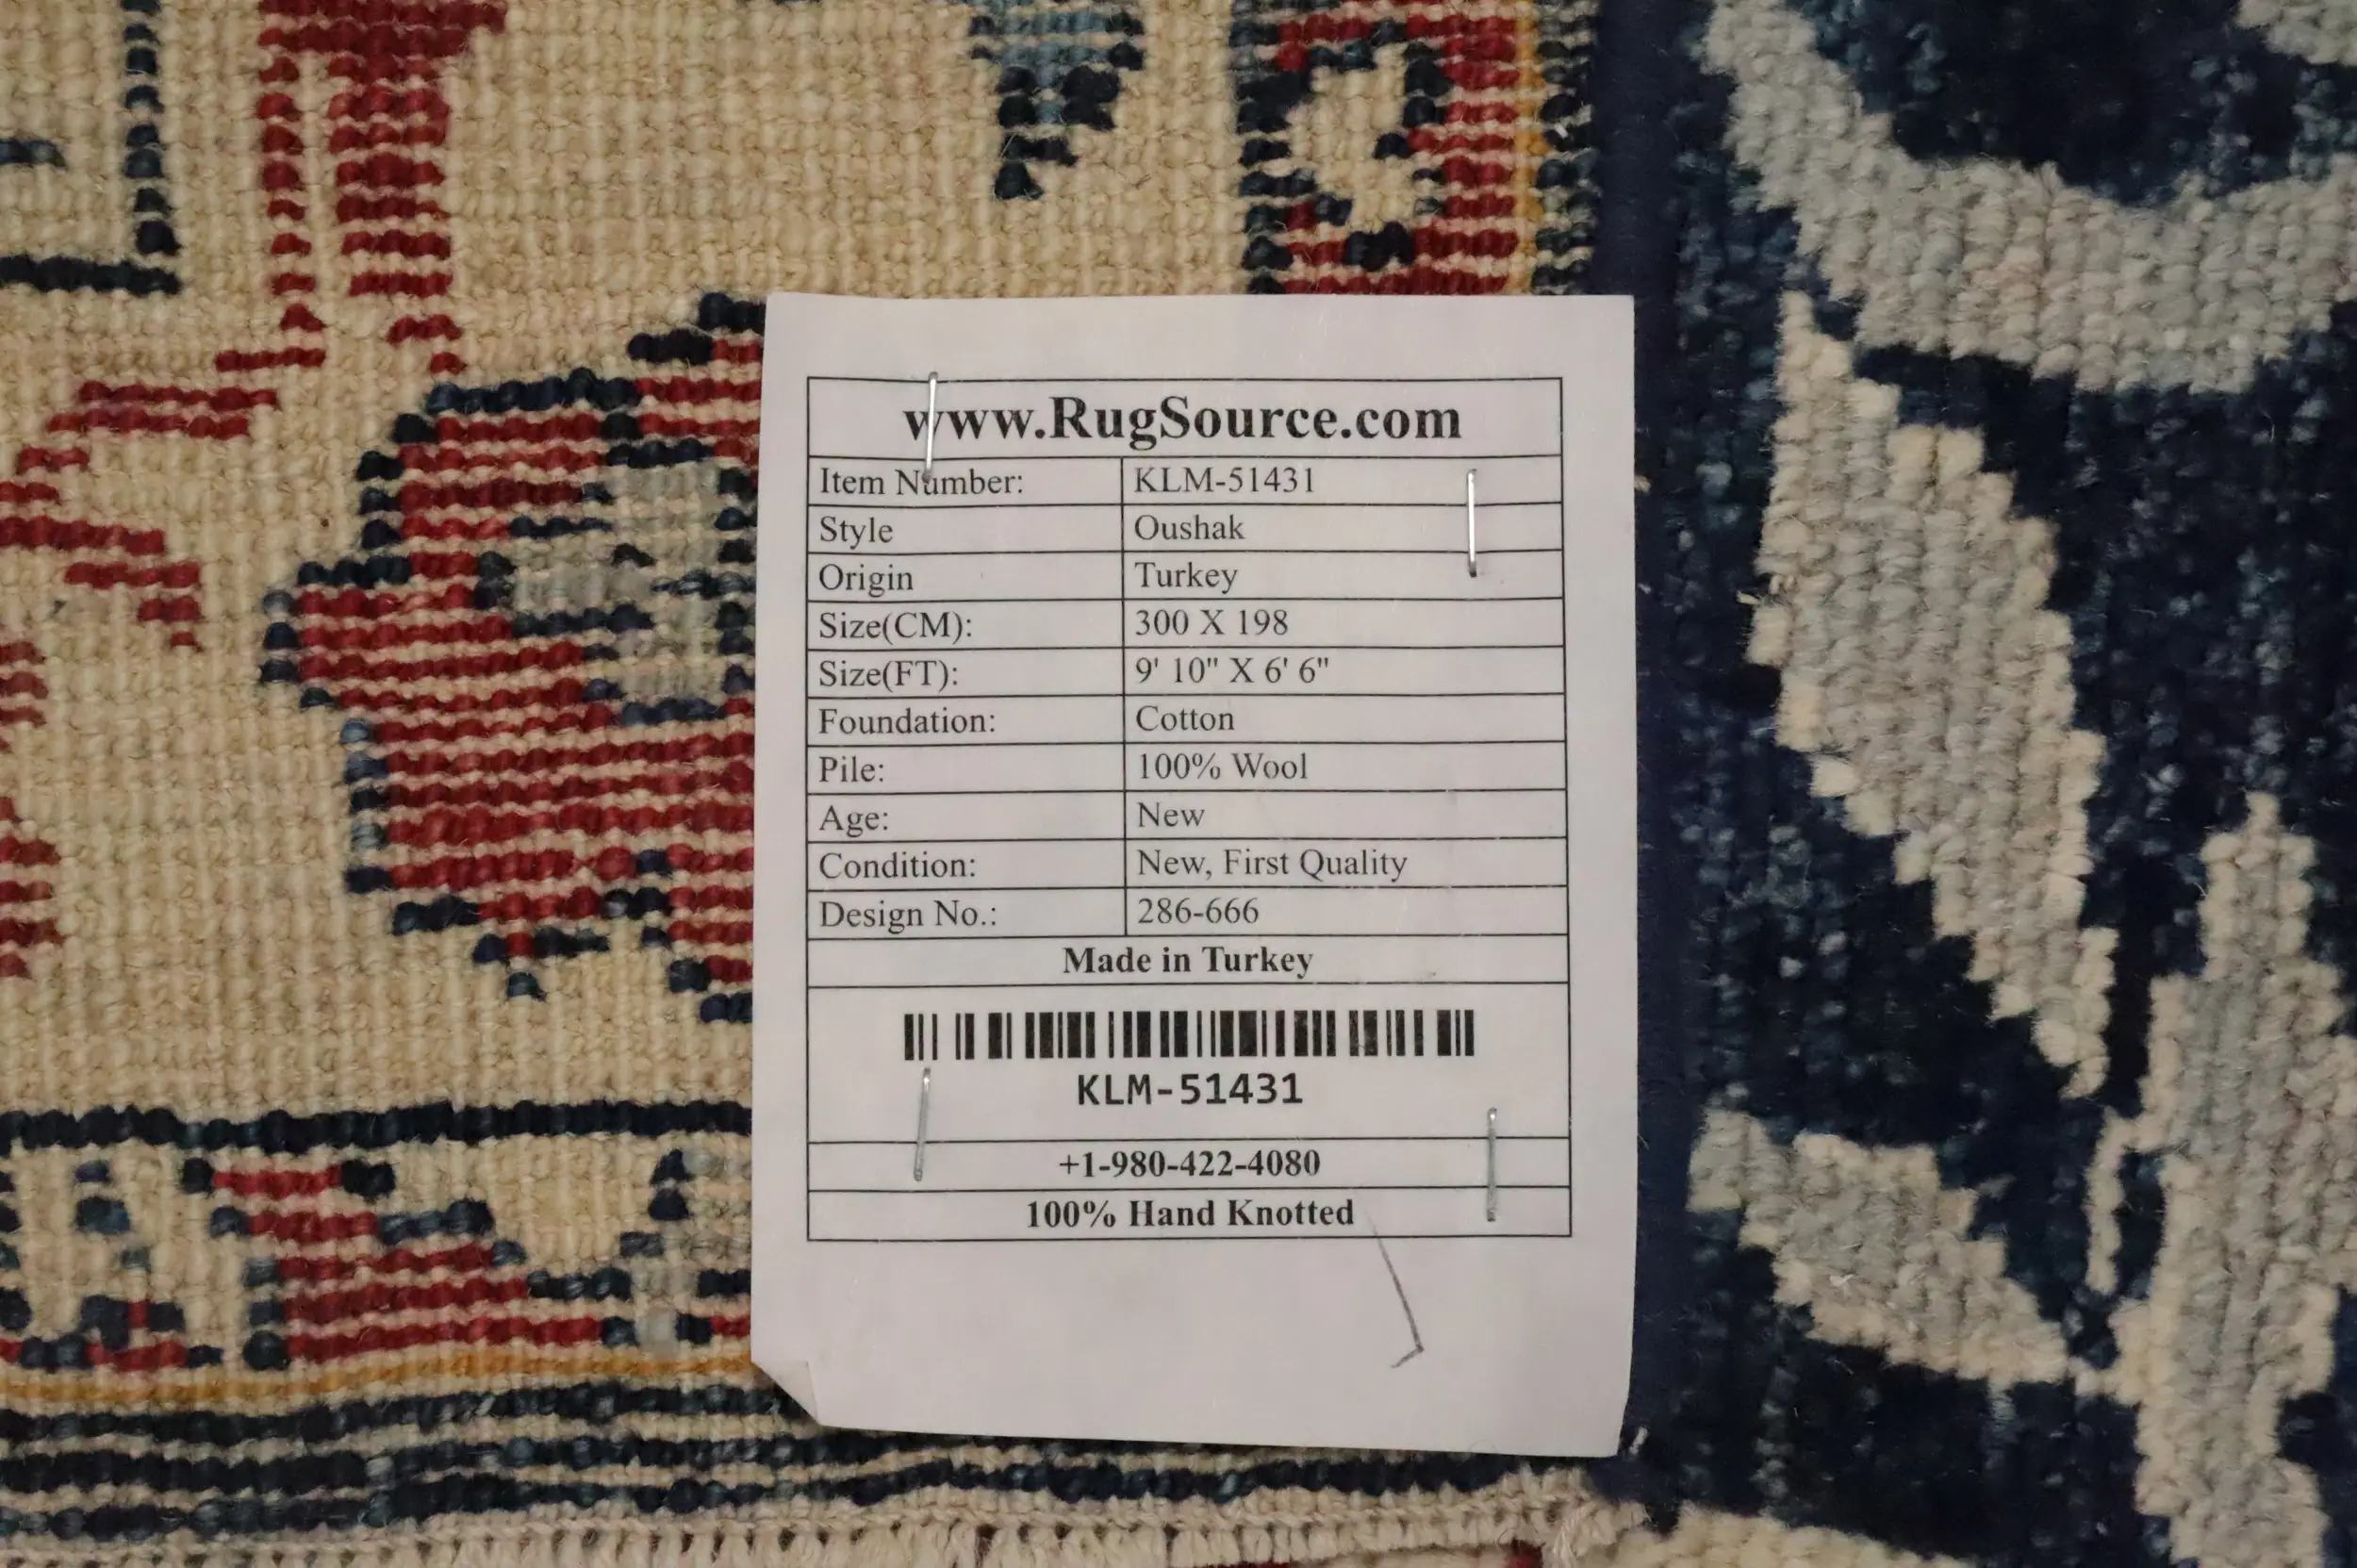 www.RugSource.com
Item Number: KLM-51431
Style Oushak
Origin Turkey
Size(CM): 300 X 198
Size(FT): 9' 10" X 6' 6"
Foundation: Cotton
Pile: 100% Wool
Age: New
Condition: New, First Quality
Design No.: 286-666
Made in Turkey
KLM-51431
+1-980-422-4080
100% Hand Knotted